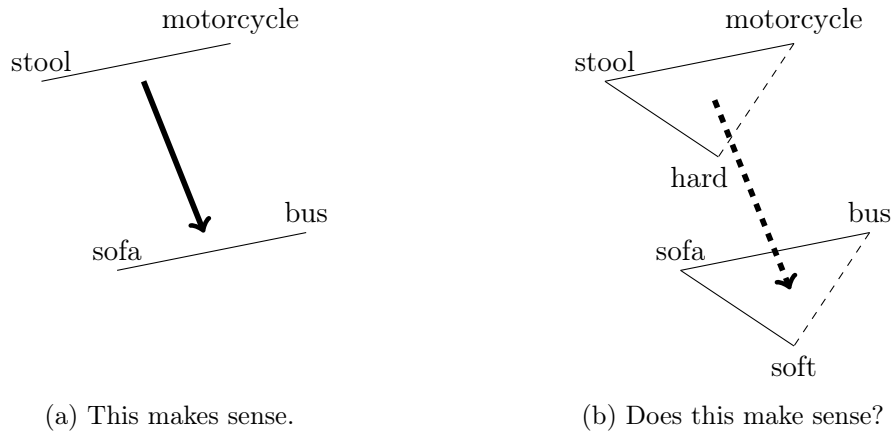 motorcycle
stool
bus
sofa
(a) This makes sense.
motorcycle
stool
hard
bus
sofa
soft
(b) Does this make sense?